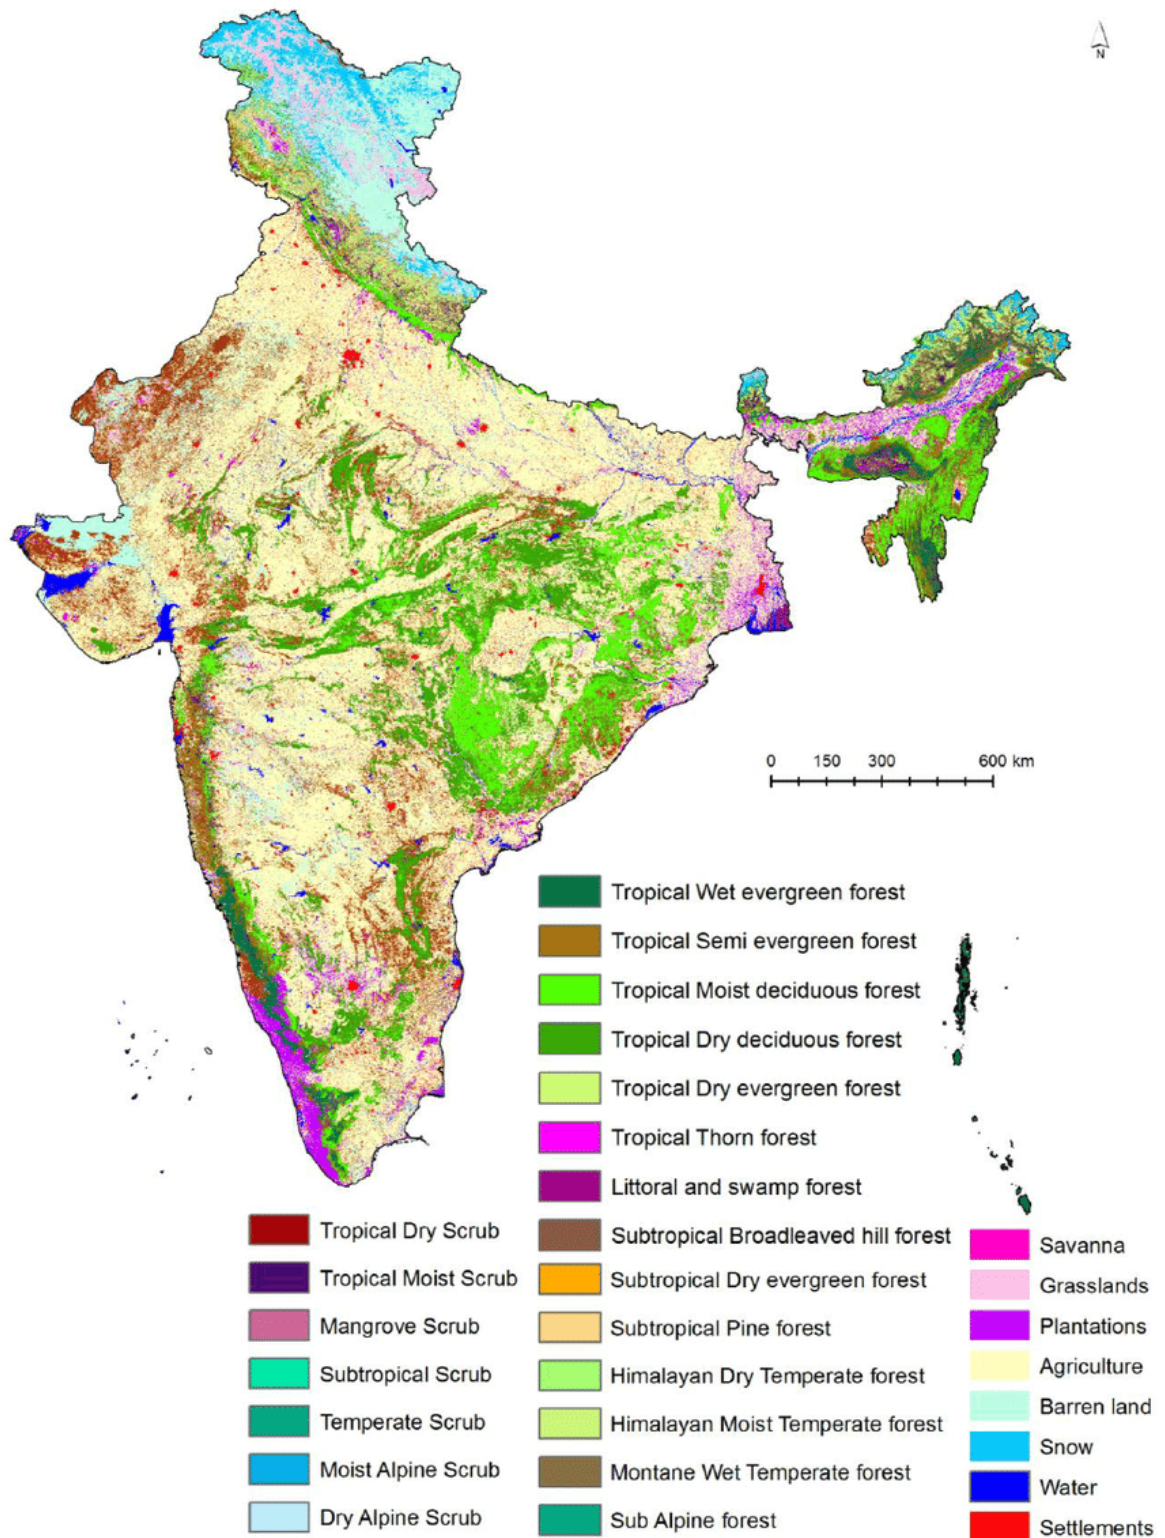 N
0 150 300 600 km
Tropical Wet evergreen forest
Tropical Semi evergreen forest
Tropical Moist deciduous forest
Tropical Dry deciduous forest
Tropical Dry evergreen forest
Tropical Thorn forest
Littoral and swamp forest
Subtropical Broadleaved hill forest
Subtropical Dry evergreen forest
Subtropical Pine forest
Himalayan Dry Temperate forest
Himalayan Moist Temperate forest
Montane Wet Temperate forest
Sub Alpine forest
Tropical Dry Scrub
Tropical Moist Scrub
Mangrove Scrub
Subtropical Scrub
Temperate Scrub
Moist Alpine Scrub
Dry Alpine Scrub
Savanna
Grasslands
Plantations
Agriculture
Barren land
Snow
Water
Settlements